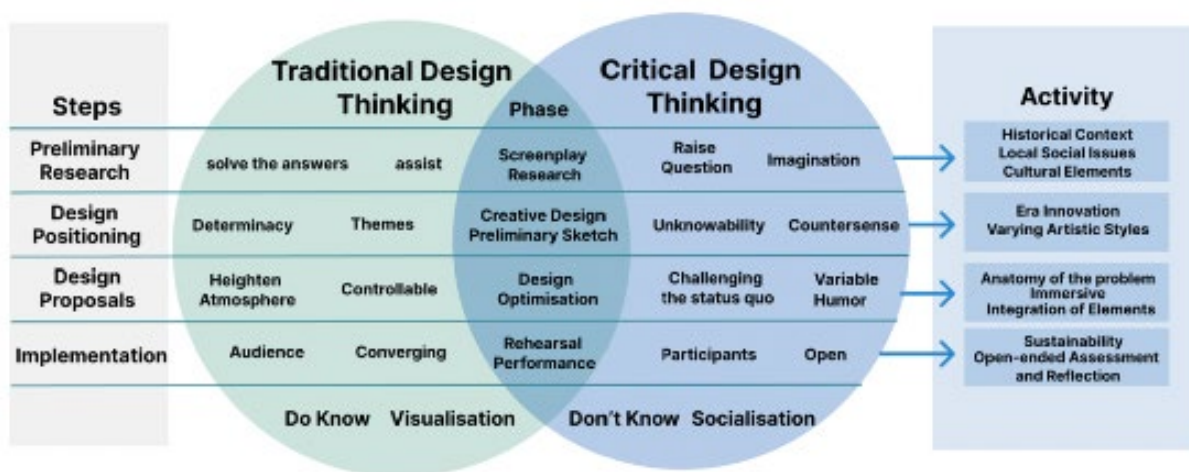 Traditional Design Thinking
Critical Design Thinking
Steps
Phase
Activity
Preliminary Research
solve the answers
assist
Screenplay Research
Raise Question
Imagination
Historical Context
Local Social Issues
Cultural Elements
Design Positioning
Determinacy
Themes
Creative Design
Preliminary Sketch
Unknowability
Countersense
Era Innovation
Varying Artistic Styles
Design Proposals
Heighten Atmosphere
Controllable
Design Optimisation
Challenging the status quo
Variable Humor
Anatomy of the problem
Immersive
Integration of Elements
Implementation
Audience
Converging
Rehearsal Performance
Participants
Open
Sustainability
Open-ended Assessment
and Reflection
Do Know Visualisation
Don't Know Socialisation